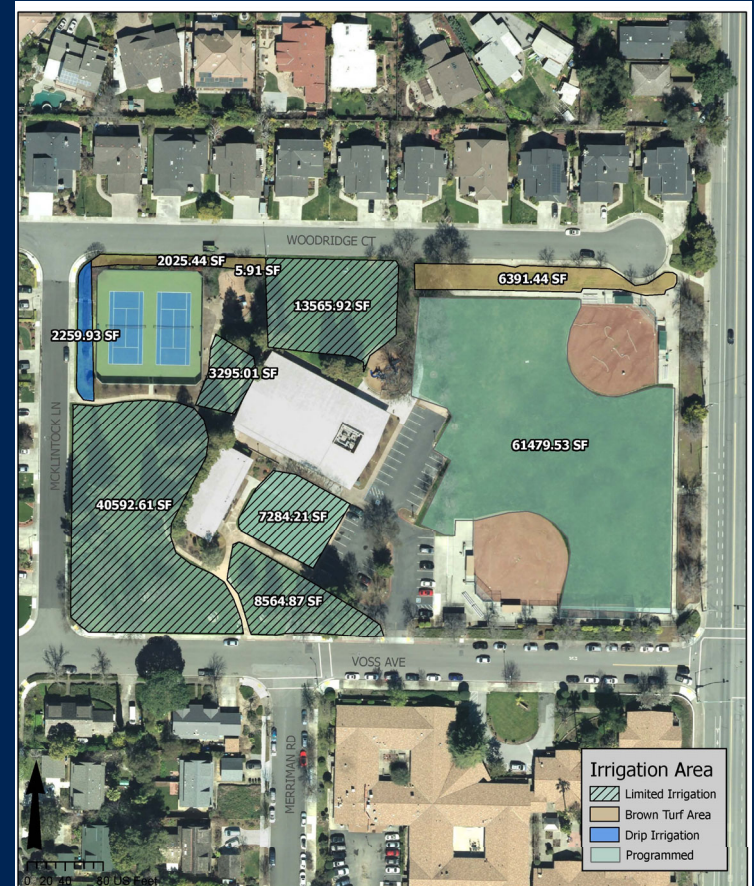 WOODRIDGE CT
2025.44 SF
5.91 SF
6391.44 SF
13565.92 SF
2259.93 SF
3295.01 SF
MCKLINTOCK LN
61479.53 SF
40592.61 SF
7284.21 SF
8564.87 SF
VOSS AVE
MERRIMAN RD
Irrigation Area
Limited Irrigation
Brown Turf Area
Drip Irrigation
Programmed
0 20 40 80 US Feet